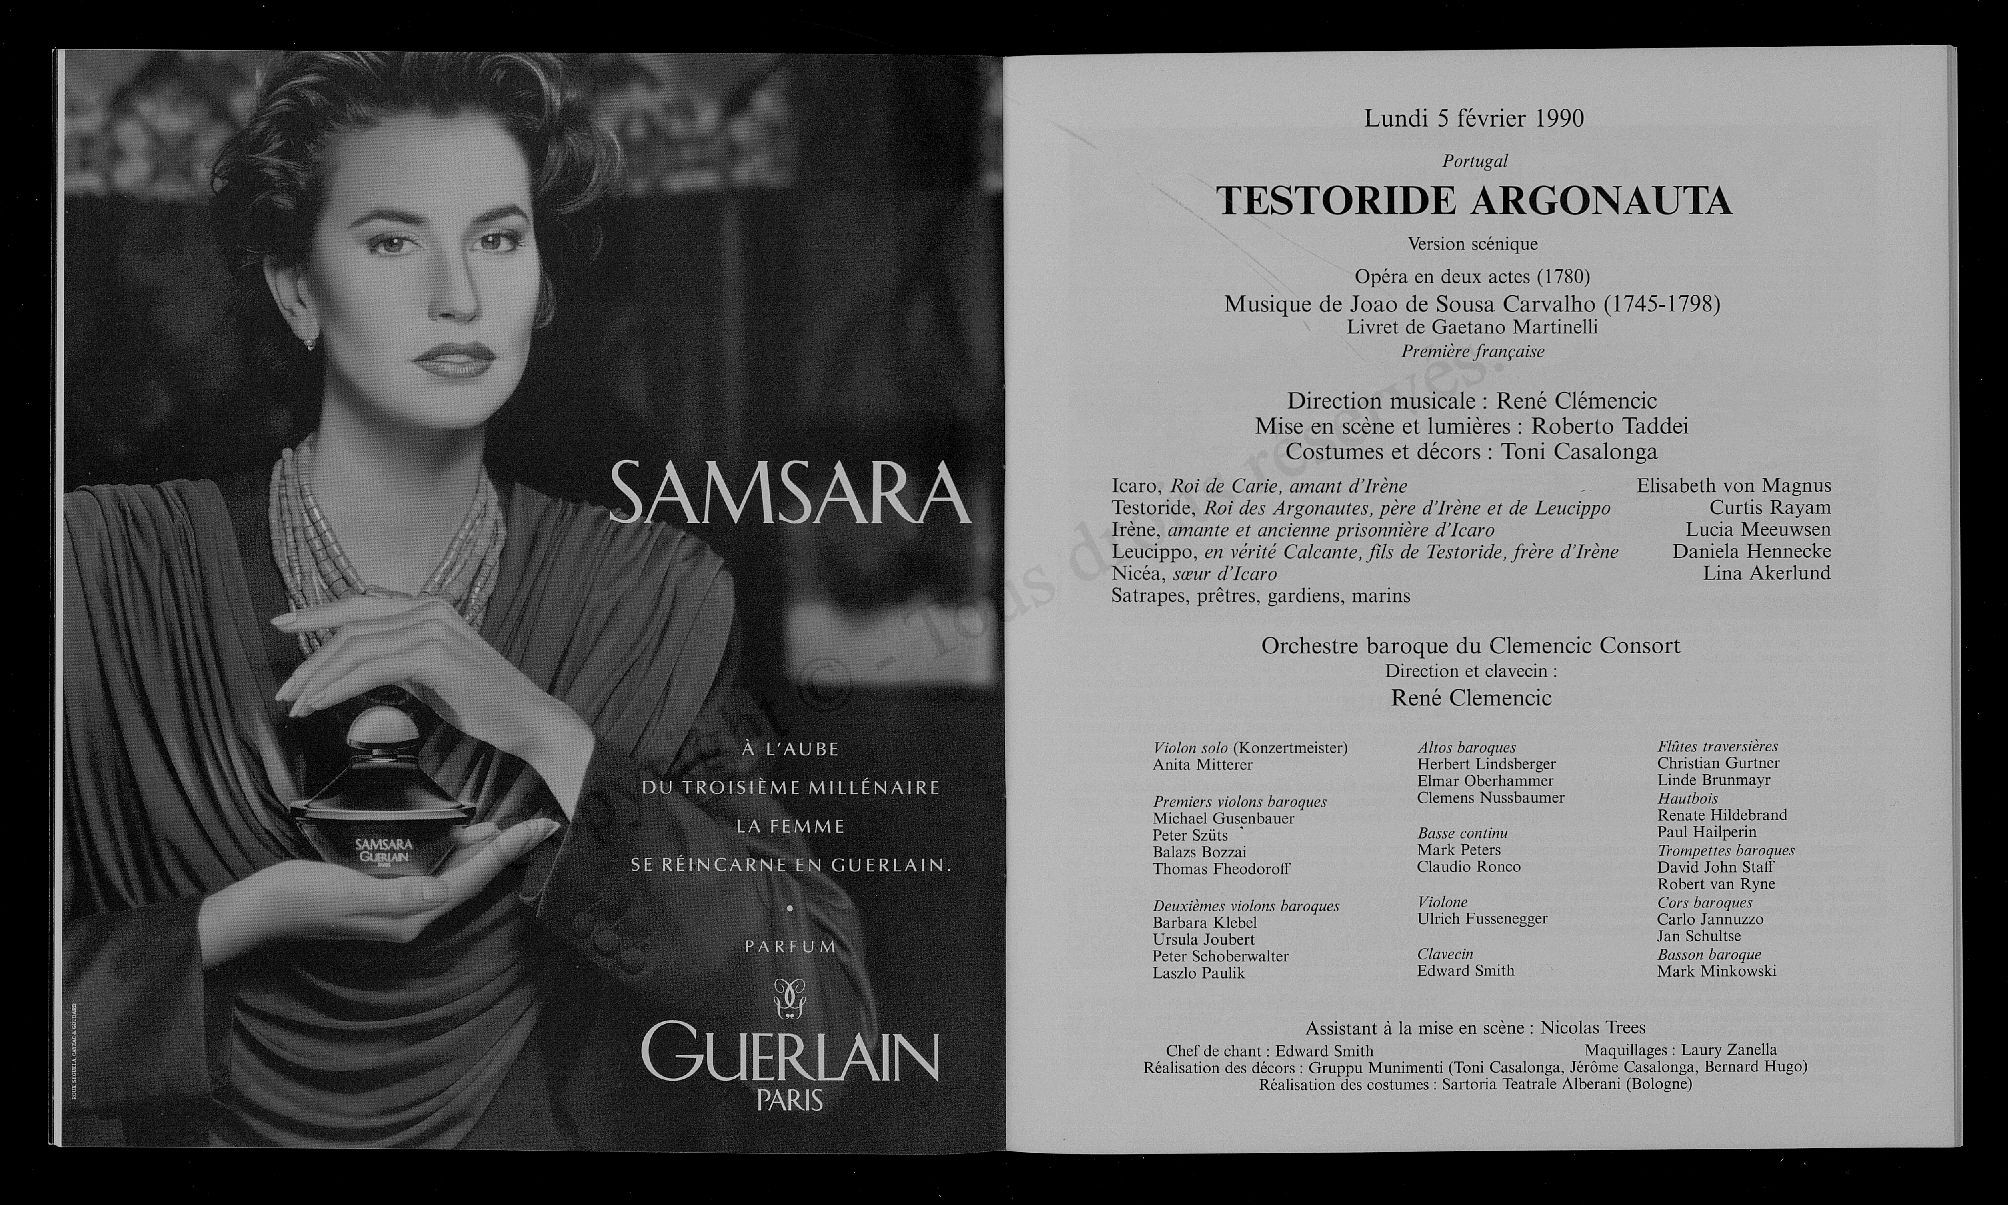 SAMSARA
À L'AUBE
DU TROISIÈME MILLÉNAIRE
LA FEMME
SE RÉINCARNE EN GUERLAIN.
PARFUM
GUERLAIN
PARIS
SAMSARA
GUERLAIN
PARIS
Lundi 5 février 1990
Portugal
TESTORIDE ARGONAUTA
Version scénique
Opéra en deux actes (1780)
Musique de Joao de Sousa Carvalho (1745-1798)
Livret de Gaetano Martinelli
Première française
Direction musicale : René Clémencic
Mise en scène et lumières : Roberto Taddei
Costumes et décors : Toni Casalonga
Icaro, Roi de Carie, amant d'Irène Elisabeth von Magnus
Testoride, Roi des Argonautes, père d'Irène et de Leucippo Curtis Rayam
Irène, amante et ancienne prisonnière d'Icaro Lucia Meeuwsen
Leucippo, en vérité Calcante, fils de Testoride, frère d'Irène Daniela Hennecke
Nicéa, sœur d'Icaro Lina Akerlund
Satrapes, prêtres, gardiens, marins
Orchestre baroque du Clemencic Consort
Direction et clavecin :
René Clemencic
Violon solo (Konzertmeister)
Anita Mitterer
Premiers violons baroques
Michael Gusenbauer
Peter Szüts
Balazs Bozzai
Thomas Fheodoroff
Deuxièmes violons baroques
Barbara Klebel
Ursula Joubert
Peter Schoberwalter
Laszlo Paulik
Altos baroques
Herbert Lindsberger
Elmar Oberhammer
Clemens Nussbaumer
Basse continu
Mark Peters
Claudio Ronco
Violone
Ulrich Fussenegger
Clavecin
Edward Smith
Flûtes traversières
Christian Gurtner
Linde Brunmayr
Hautbois
Renate Hildebrand
Paul Hailperin
Trompettes baroques
David John Staff
Robert van Ryne
Cors baroques
Carlo Jannuzzo
Jan Schultse
Basson baroque
Mark Minkowski
Assistant à la mise en scène : Nicolas Trees
Chef de chant : Edward Smith Maquillages : Laury Zanella
Réalisation des décors : Gruppu Munimenti (Toni Casalonga, Jérôme Casalonga, Bernard Hugo)
Réalisation des costumes : Sartoria Teatrale Alberani (Bologne)
© - Tous réservés.